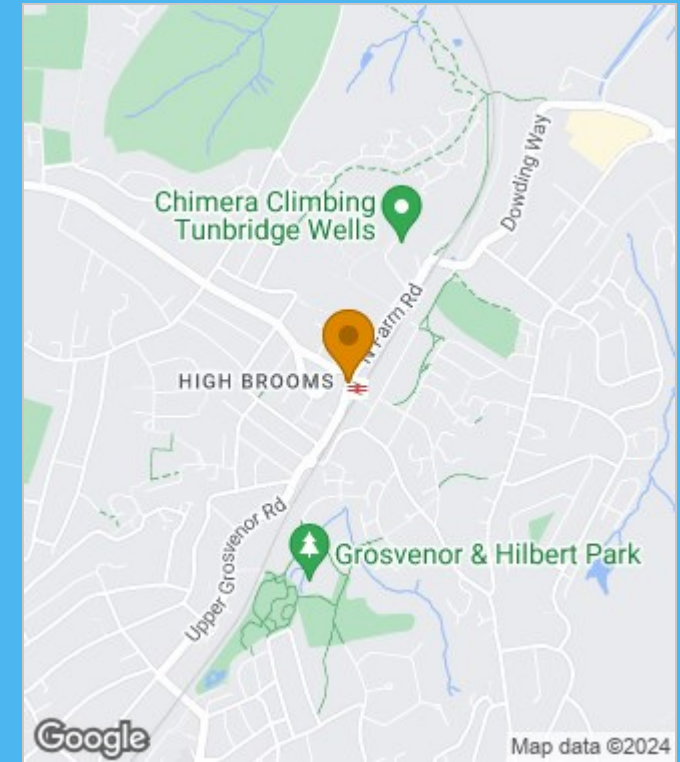 Dowding Way
Chimera Climbing
Tunbridge Wells
N Farm Rd
HIGH BROOMS
Upper Grosvenor Rd
Grosvenor & Hilbert Park
Google
Map data ©2024